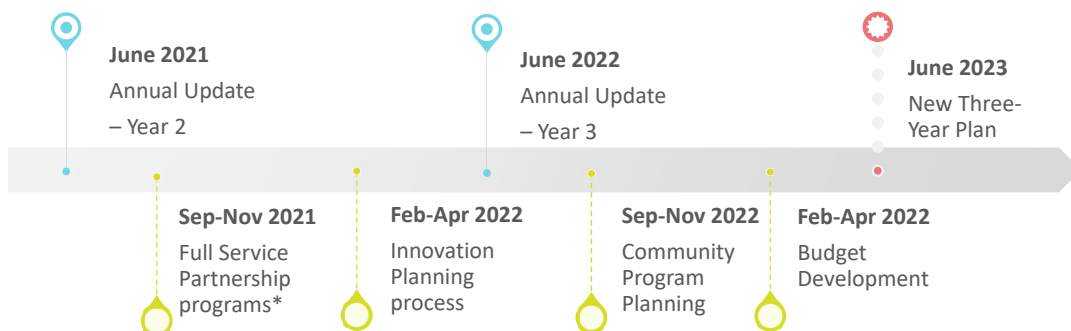 June 2021
Annual Update
– Year 2
June 2022
Annual Update
– Year 3
June 2023
New Three-
Year Plan
Sep-Nov 2021
Full Service
Partnership
programs*
Feb-Apr 2022
Innovation
Planning
process
Sep-Nov 2022
Community
Program
Planning
Feb-Apr 2022
Budget
Development